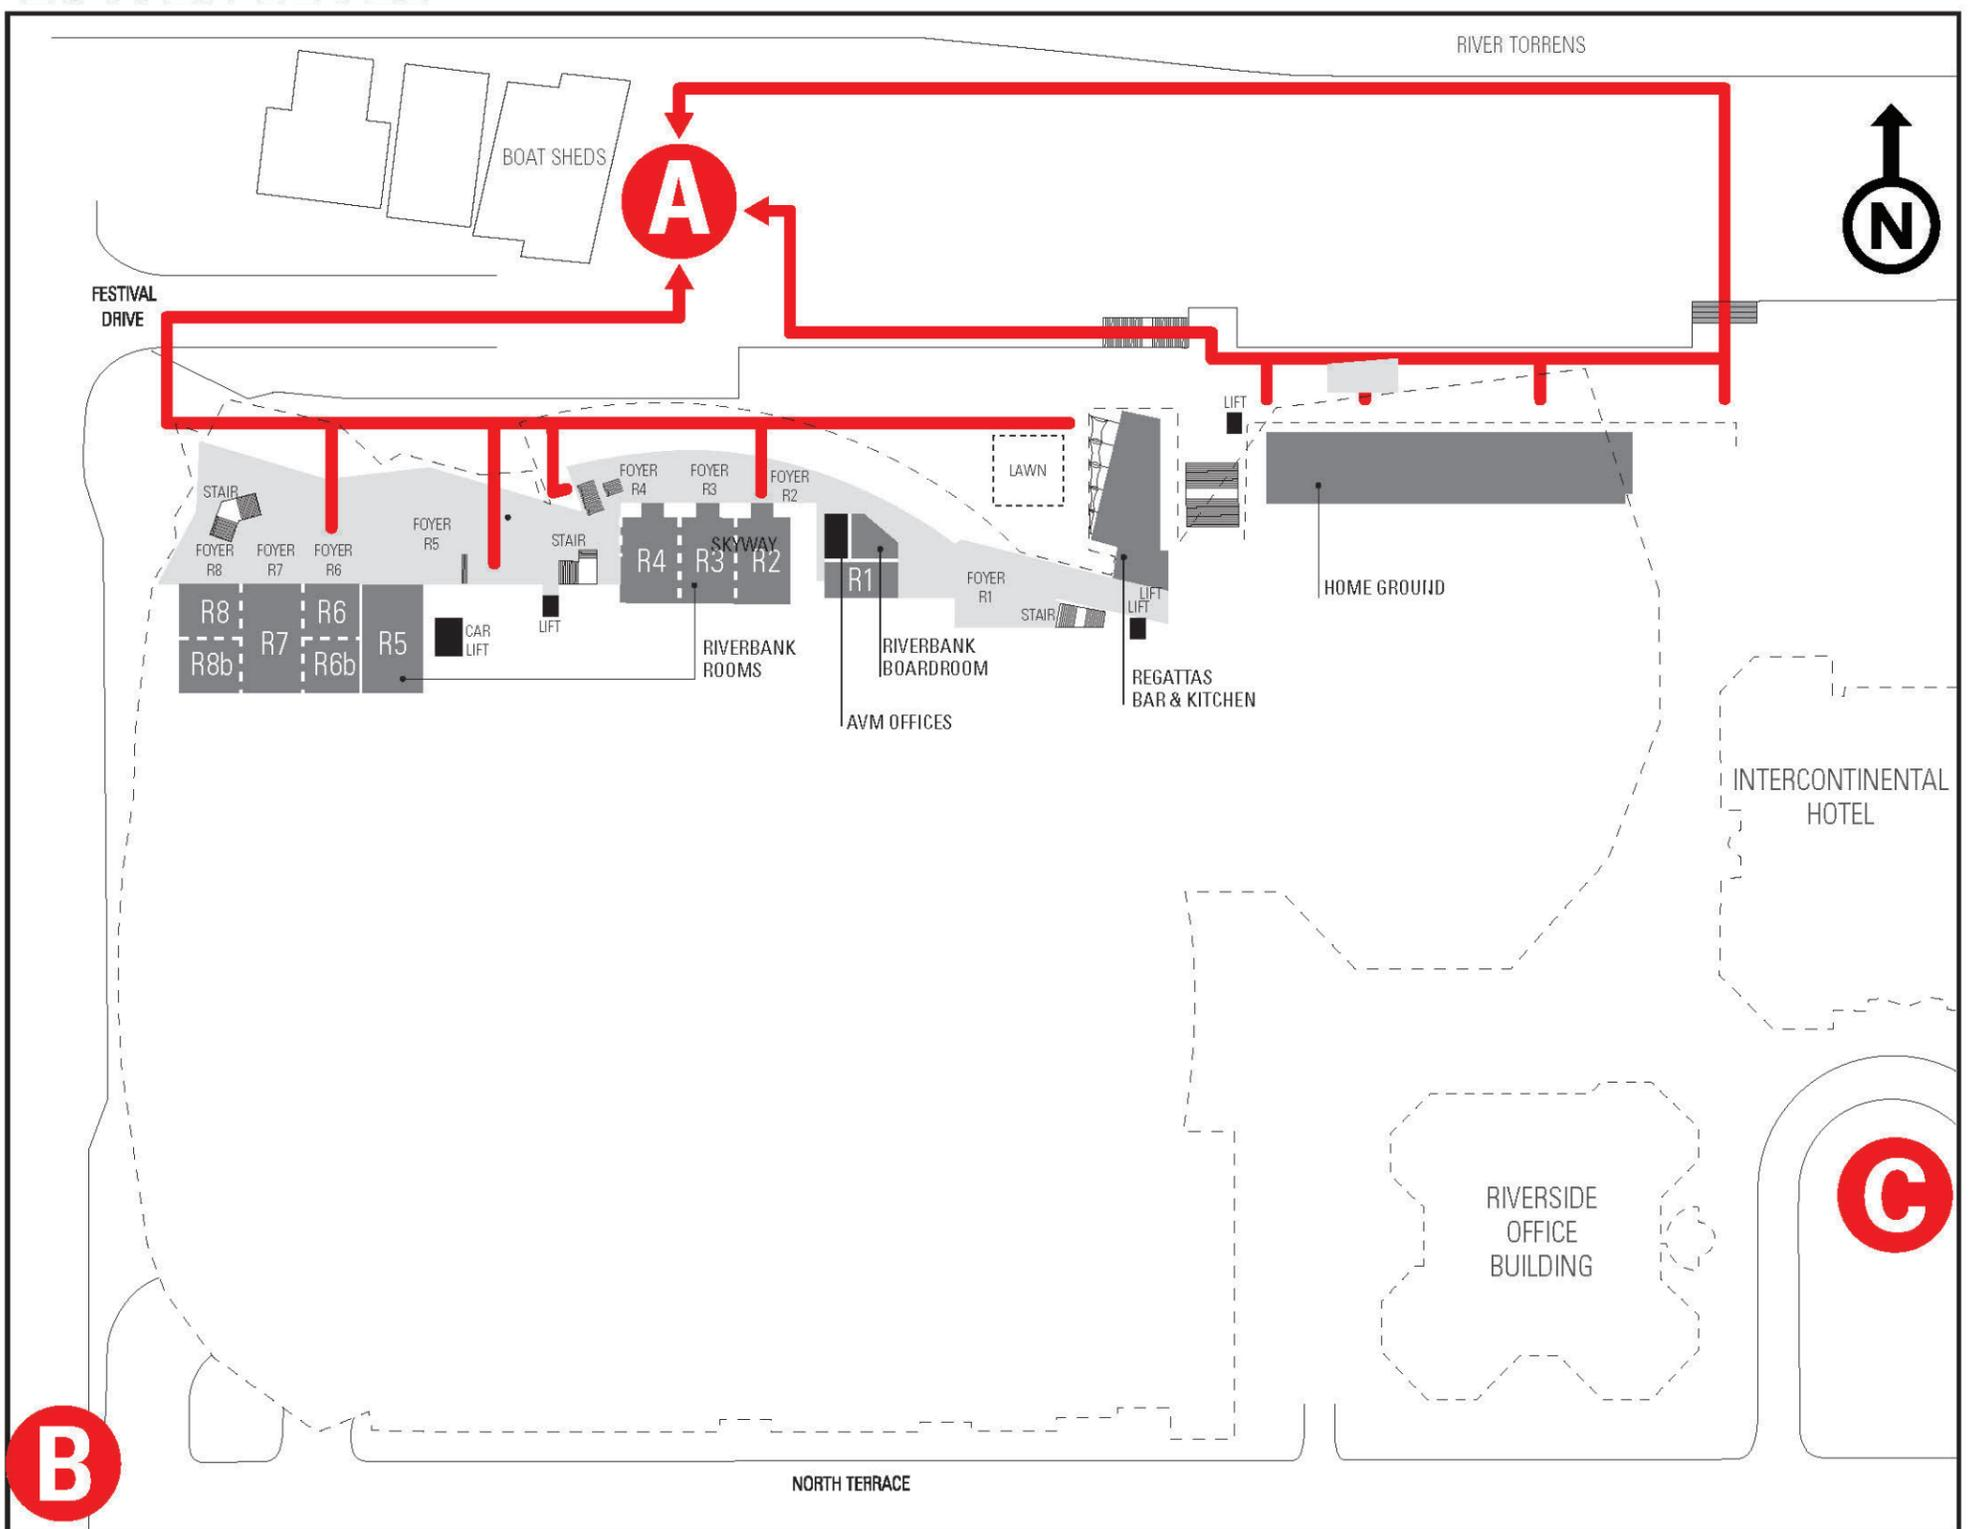 RIVER TORRENS
BOAT SHEDS
A
N
FESTIVAL
DRIVE
LIFT
LAWN
FOYER
R4
FOYER
R3
FOYER
R2
STAIR
FOYER
R5
STAIR
FOYER
R8
FOYER
R7
FOYER
R6
SKYWAY
R4
R3
R2
R1
FOYER
R1
STAIR
LIFT
LIFT
HOME GROUND
R8
R7
R6
R5
R8b
R6b
CAR
LIFT
LIFT
RIVERBANK
ROOMS
RIVERBANK
BOARDROOM
REGATTAS
BAR & KITCHEN
AVM OFFICES
INTERCONTINENTAL
HOTEL
RIVERSIDE
OFFICE
BUILDING
C
B
NORTH TERRACE